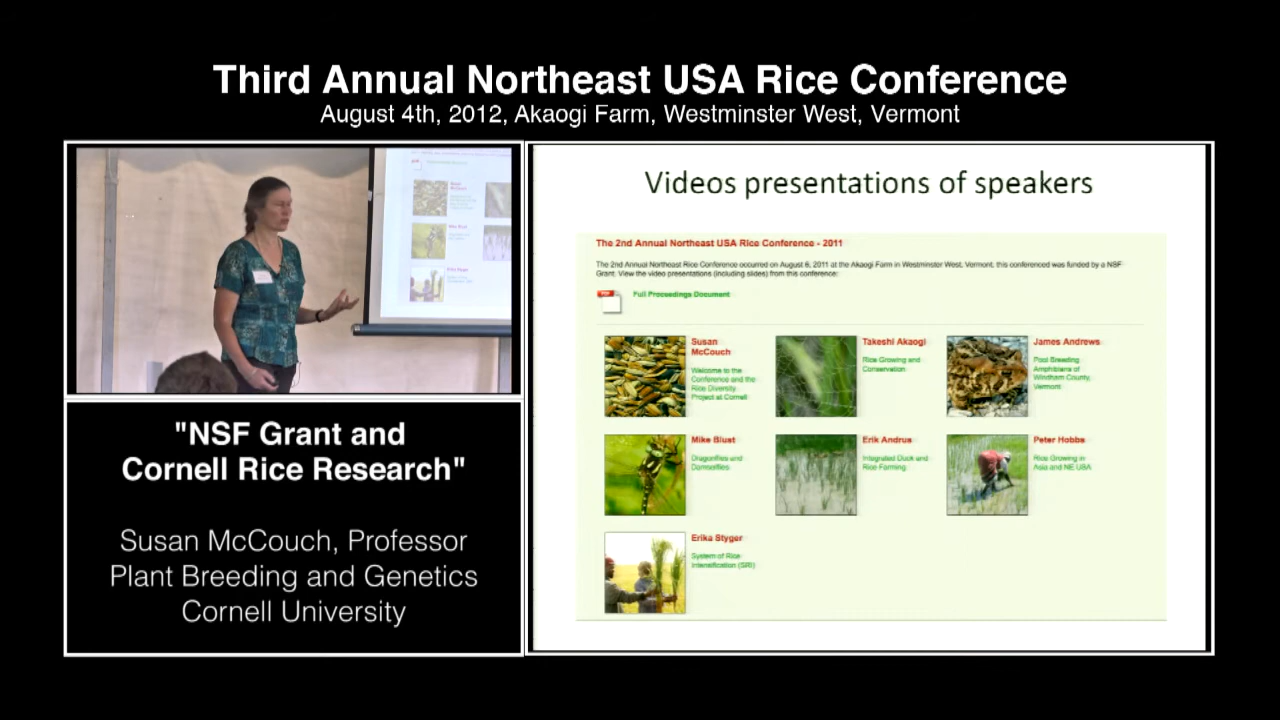 Third Annual Northeast USA Rice Conference
August 4th, 2012, Akaogi Farm, Westminster West, Vermont
"NSF Grant and
Cornell Rice Research"
Susan McCouch, Professor
Plant Breeding and Genetics
Cornell University
Videos presentations of speakers
The 2nd Annual Northeast USA Rice Conference - 2011
The 2nd Annual Northeast Rice Conference occurred on August 6, 2011 at the Akaogi Farm in Westminster West, Vermont, this conferenced was funded by a NSF
Grant. View the video presentations (including slides) from this conference:
Full Proceedings Document
Susan
McCouch
Welcome to the
Conference and the
Rice Diversity
Project at Cornell
Takeshi Akaogi
Rice Growing and
Conservation
James Andrews
Pool Breeding
Amphibians of
Windham County,
Vermont
Mike Blust
Dragonflies and
Damselflies
Erik Andrus
Integrated Duck and
Rice Farming
Peter Hobbs
Rice Growing in
Asia and NE USA
Erika Styger
System of Rice
Intensification (SRI)